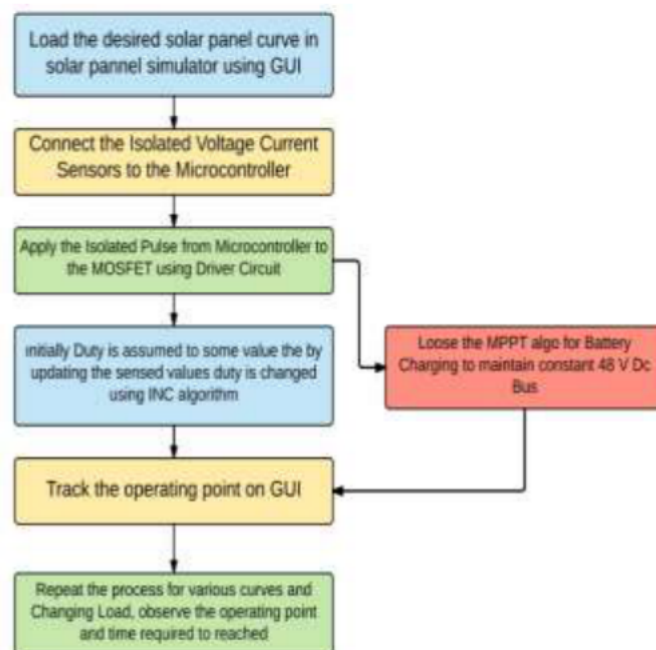 Load the desired solar panel curve in
solar pannel simulator using GUI
Connect the Isolated Voltage Current
Sensors to the Microcontroller
Apply the Isolated Pulse from Microcontroller to
the MOSFET using Driver Circuit
Initially Duty is assumed to some value the by
updating the sensed values duty is changed
using INC algorithm
Loose the MPPT algo for Battery
Charging to maintain constant 48 V Dc
Bus
Track the operating point on GUI
Repeat the process for various curves and
Changing Load, observe the operating point
and time required to reached